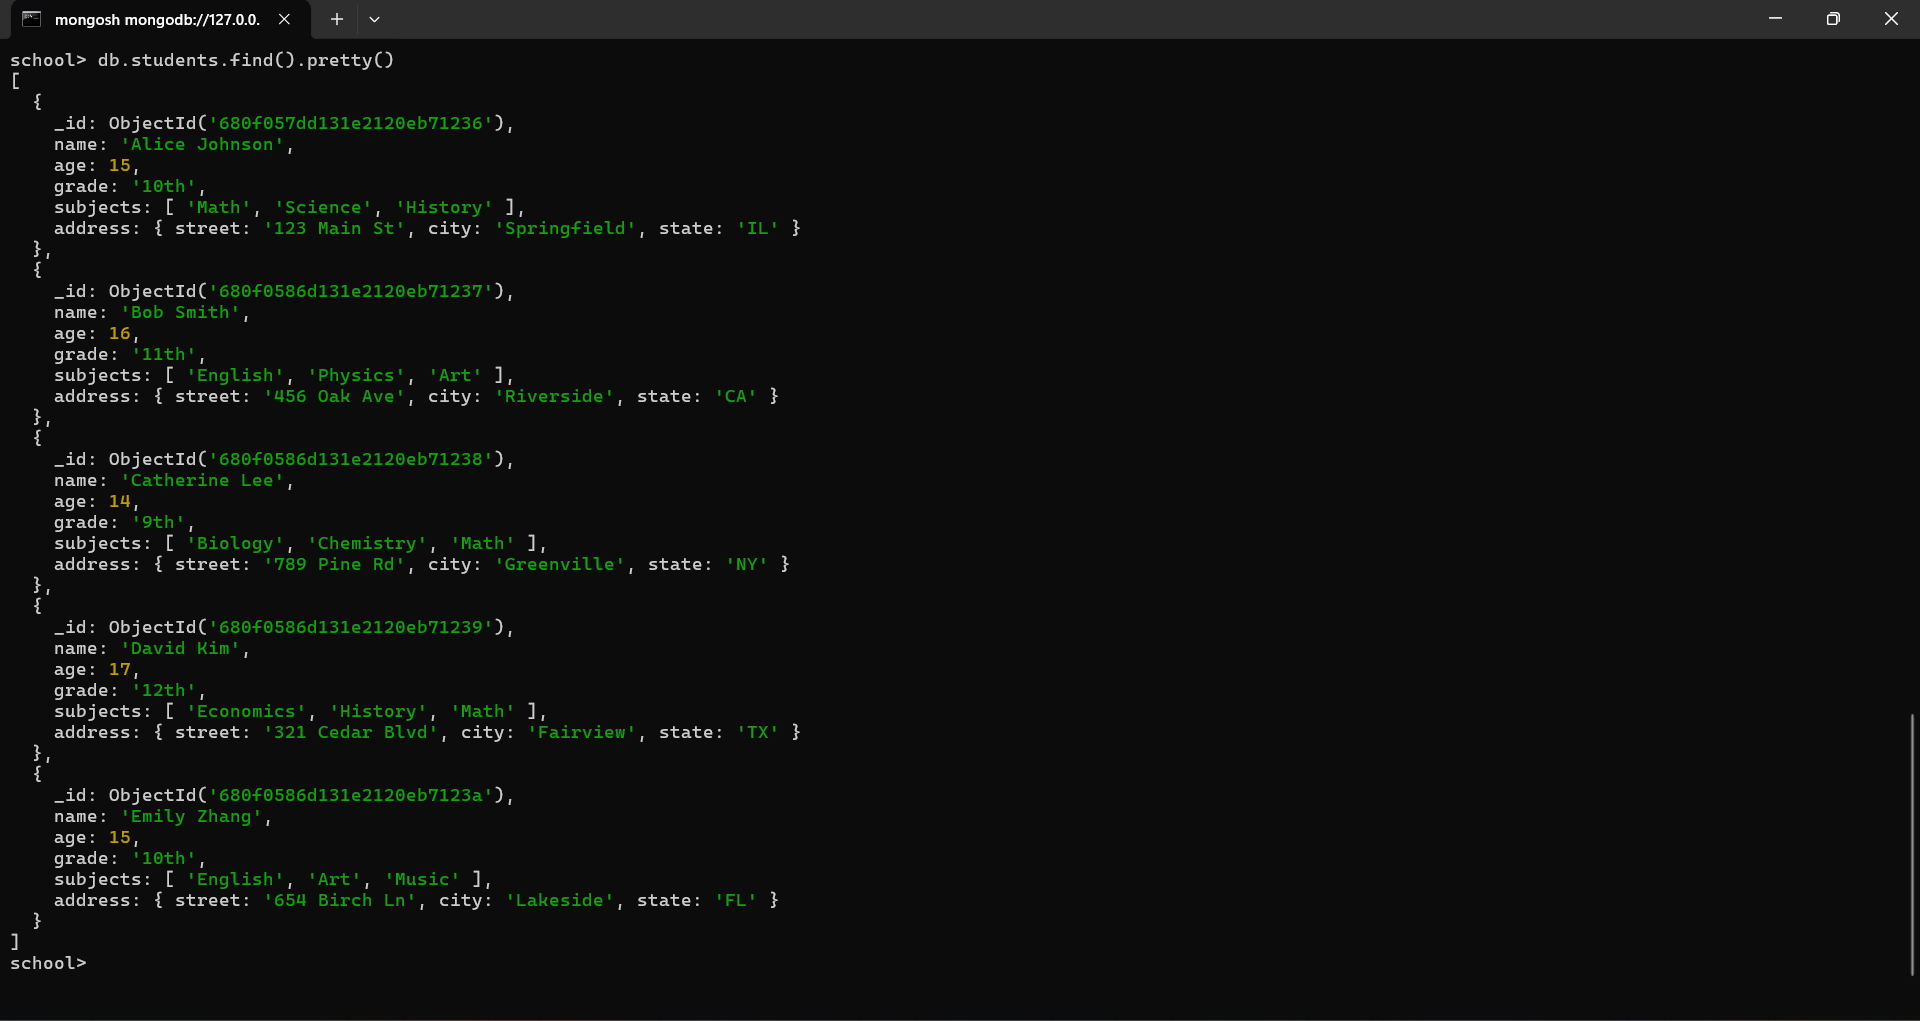 mongosh mongodb://127.0.0.
school> db.students.find().pretty()
[
  {
    _id: ObjectId('680f057dd131e2120eb71236'),
    name: 'Alice Johnson',
    age: 15,
    grade: '10th',
    subjects: [ 'Math', 'Science', 'History' ],
    address: { street: '123 Main St', city: 'Springfield', state: 'IL' }
  },
  {
    _id: ObjectId('680f0586d131e2120eb71237'),
    name: 'Bob Smith',
    age: 16,
    grade: '11th',
    subjects: [ 'English', 'Physics', 'Art' ],
    address: { street: '456 Oak Ave', city: 'Riverside', state: 'CA' }
  },
  {
    _id: ObjectId('680f0586d131e2120eb71238'),
    name: 'Catherine Lee',
    age: 14,
    grade: '9th',
    subjects: [ 'Biology', 'Chemistry', 'Math' ],
    address: { street: '789 Pine Rd', city: 'Greenville', state: 'NY' }
  },
  {
    _id: ObjectId('680f0586d131e2120eb71239'),
    name: 'David Kim',
    age: 17,
    grade: '12th',
    subjects: [ 'Economics', 'History', 'Math' ],
    address: { street: '321 Cedar Blvd', city: 'Fairview', state: 'TX' }
  },
  {
    _id: ObjectId('680f0586d131e2120eb7123a'),
    name: 'Emily Zhang',
    age: 15,
    grade: '10th',
    subjects: [ 'English', 'Art', 'Music' ],
    address: { street: '654 Birch Ln', city: 'Lakeside', state: 'FL' }
  }
]
school>